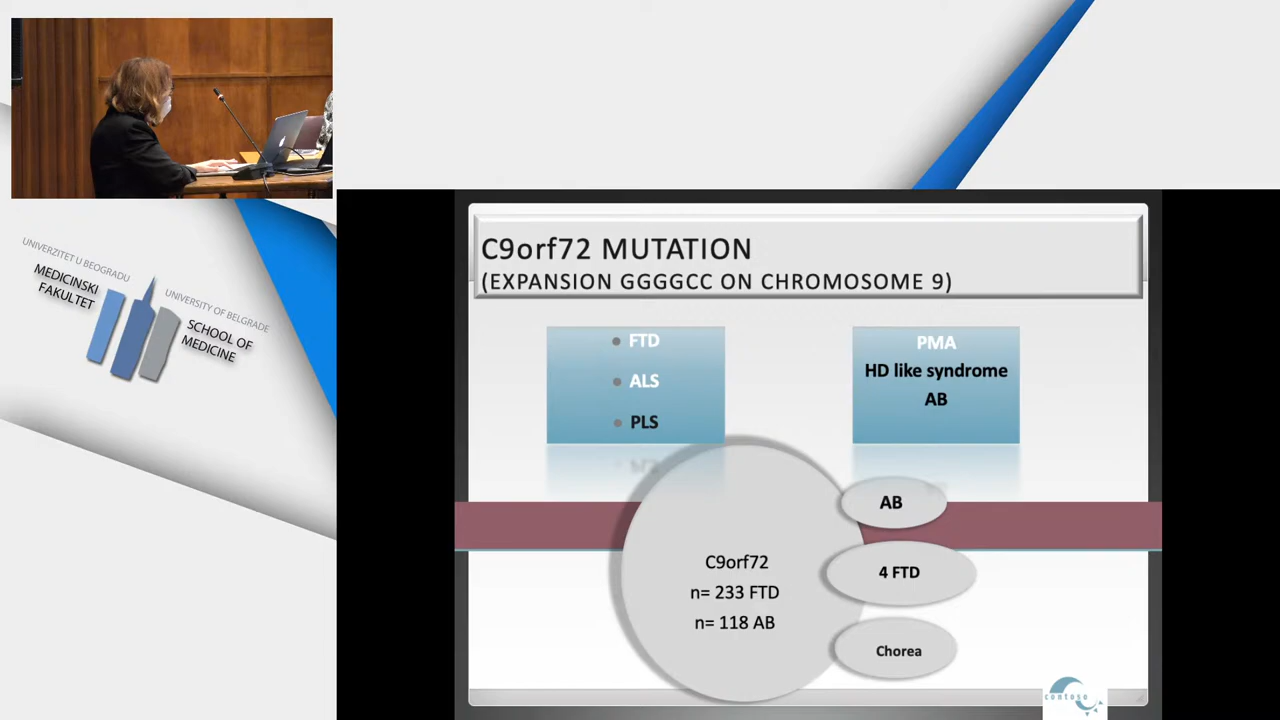 UNIVERZITET U BEOGRADU
MEDICINSKI
FAKULTET
UNIVERSITY OF BELGRADE
SCHOOL OF
MEDICINE
C9orf72 MUTATION
(EXPANSION GGGGCC ON CHROMOSOME 9)
• FTD
• ALS
• PLS
PMA
HD like syndrome
AB
AB
4 FTD
Chorea
C9orf72
n= 233 FTD
n= 118 AB
contoso